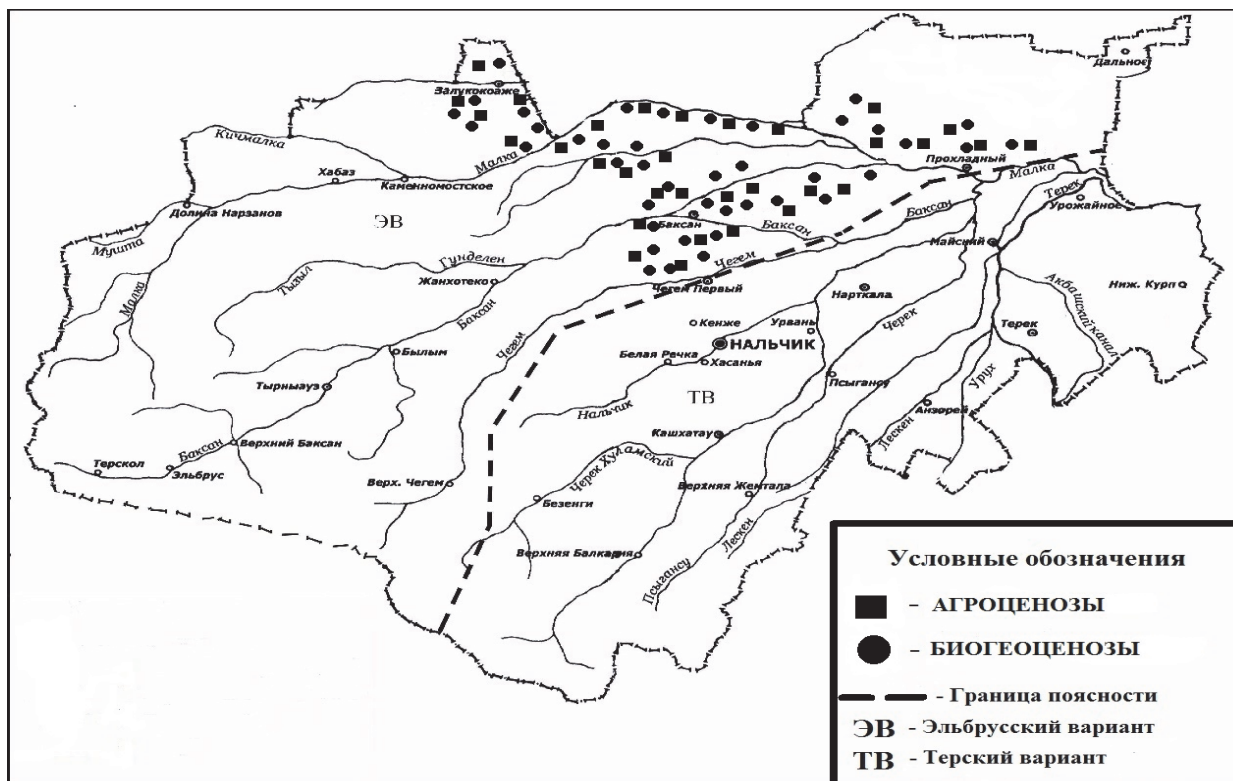 Дальное
Залукокоаже
Кичмалка
Малка
Прохладный
Хабаз
Каменномостское
Малка
Терек
Долина Нарзанов
Урожайное
ЭВ
Баксан
Баксан
Баксан
Мушта
Майский
Гунделен
Чегем
Тызыл
Жанхотеко
Чегем Первый
Нарткала
Акбашский канал
Ниж. Курп
Малка
Баксан
Кенже
Урвань
Черек
Терек
НАЛЬЧИК
Чегем
Былым
Белая Речка
Хасанья
Тырныауз
Псыгансу
Урух
ТВ
Нальчик
Анзорей
Баксан
Верхний Баксан
Кашхатау
Лескен
Терскол
Эльбрус
Черек Хуламский
Верх. Чегем
Верхняя Жемтала
Безенги
Лескен
Верхняя Балкария
Псыгансу
Условные обозначения
- АГРОЦЕНОЗЫ
- БИОГЕОЦЕНОЗЫ
- Граница поясности
ЭВ - Эльбрусский вариант
ТВ - Терский вариант